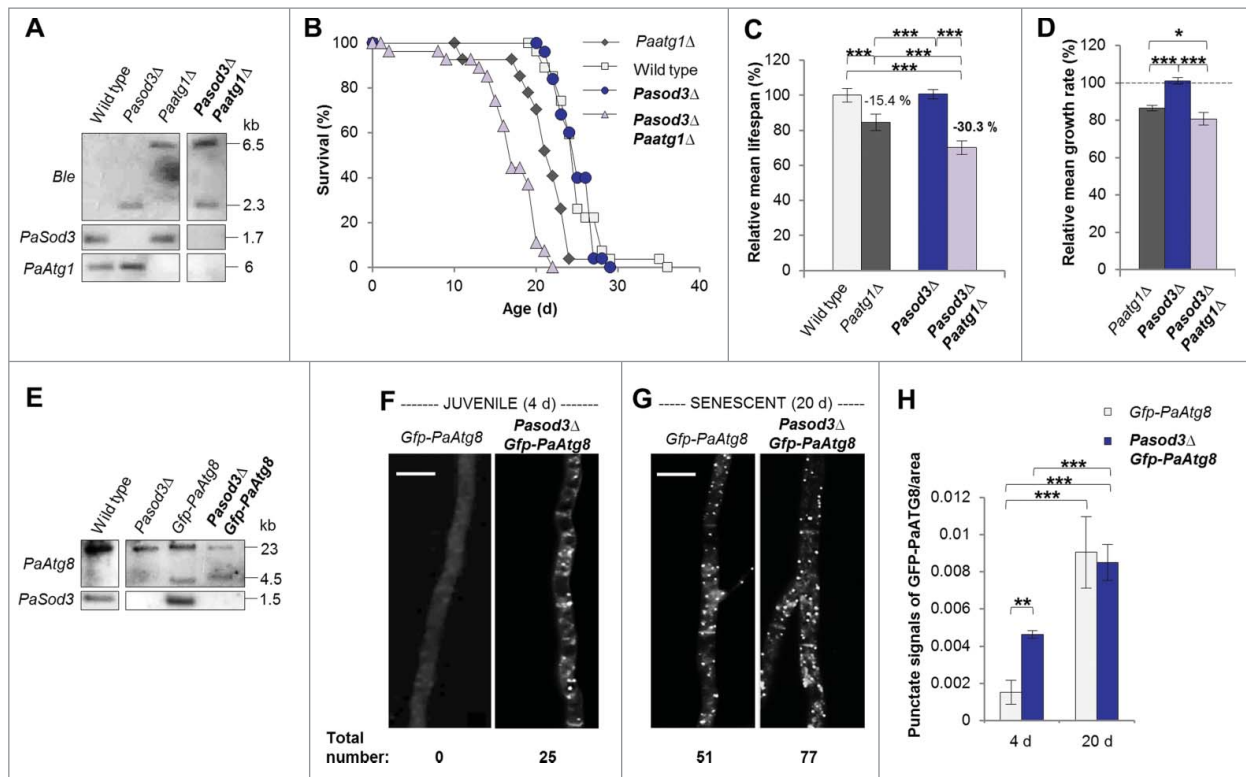 A
Wild type
Pasod3Δ
Paatg1Δ
Pasod3Δ
Paatg1Δ
kb
Ble
6.5
2.3
PaSod3
1.7
PaAtg1
6
B
Survival (%)
100
80
60
40
20
0
0
10
20
30
40
Age (d)
Paatg1Δ
Wild type
Pasod3Δ
Pasod3Δ
Paatg1Δ
C
Relative mean lifespan (%)
120
100
80
60
40
20
0
***
***
***
***
***
-15.4 %
-30.3 %
Wild type
Paatg1Δ
Pasod3Δ
Pasod3Δ
Paatg1Δ
D
Relative mean growth rate (%)
120
100
80
60
40
20
0
*
***
***
Paatg1Δ
Pasod3Δ
Pasod3Δ
Paatg1Δ
E
Wild type
Pasod3Δ
Gfp-PaAtg8
Pasod3Δ
Gfp-PaAtg8
kb
PaAtg8
23
4.5
PaSod3
1.5
F
------- JUVENILE (4 d) -------
Gfp-PaAtg8
Pasod3Δ
Gfp-PaAtg8
Total
number:
0
25
G
----- SENESCENT (20 d) -----
Gfp-PaAtg8
Pasod3Δ
Gfp-PaAtg8
51
77
H
Gfp-PaAtg8
Pasod3Δ
Gfp-PaAtg8
Punctate signals of GFP-PaATG8/area
0.012
0.01
0.008
0.006
0.004
0.002
0
***
***
***
**
4 d
20 d